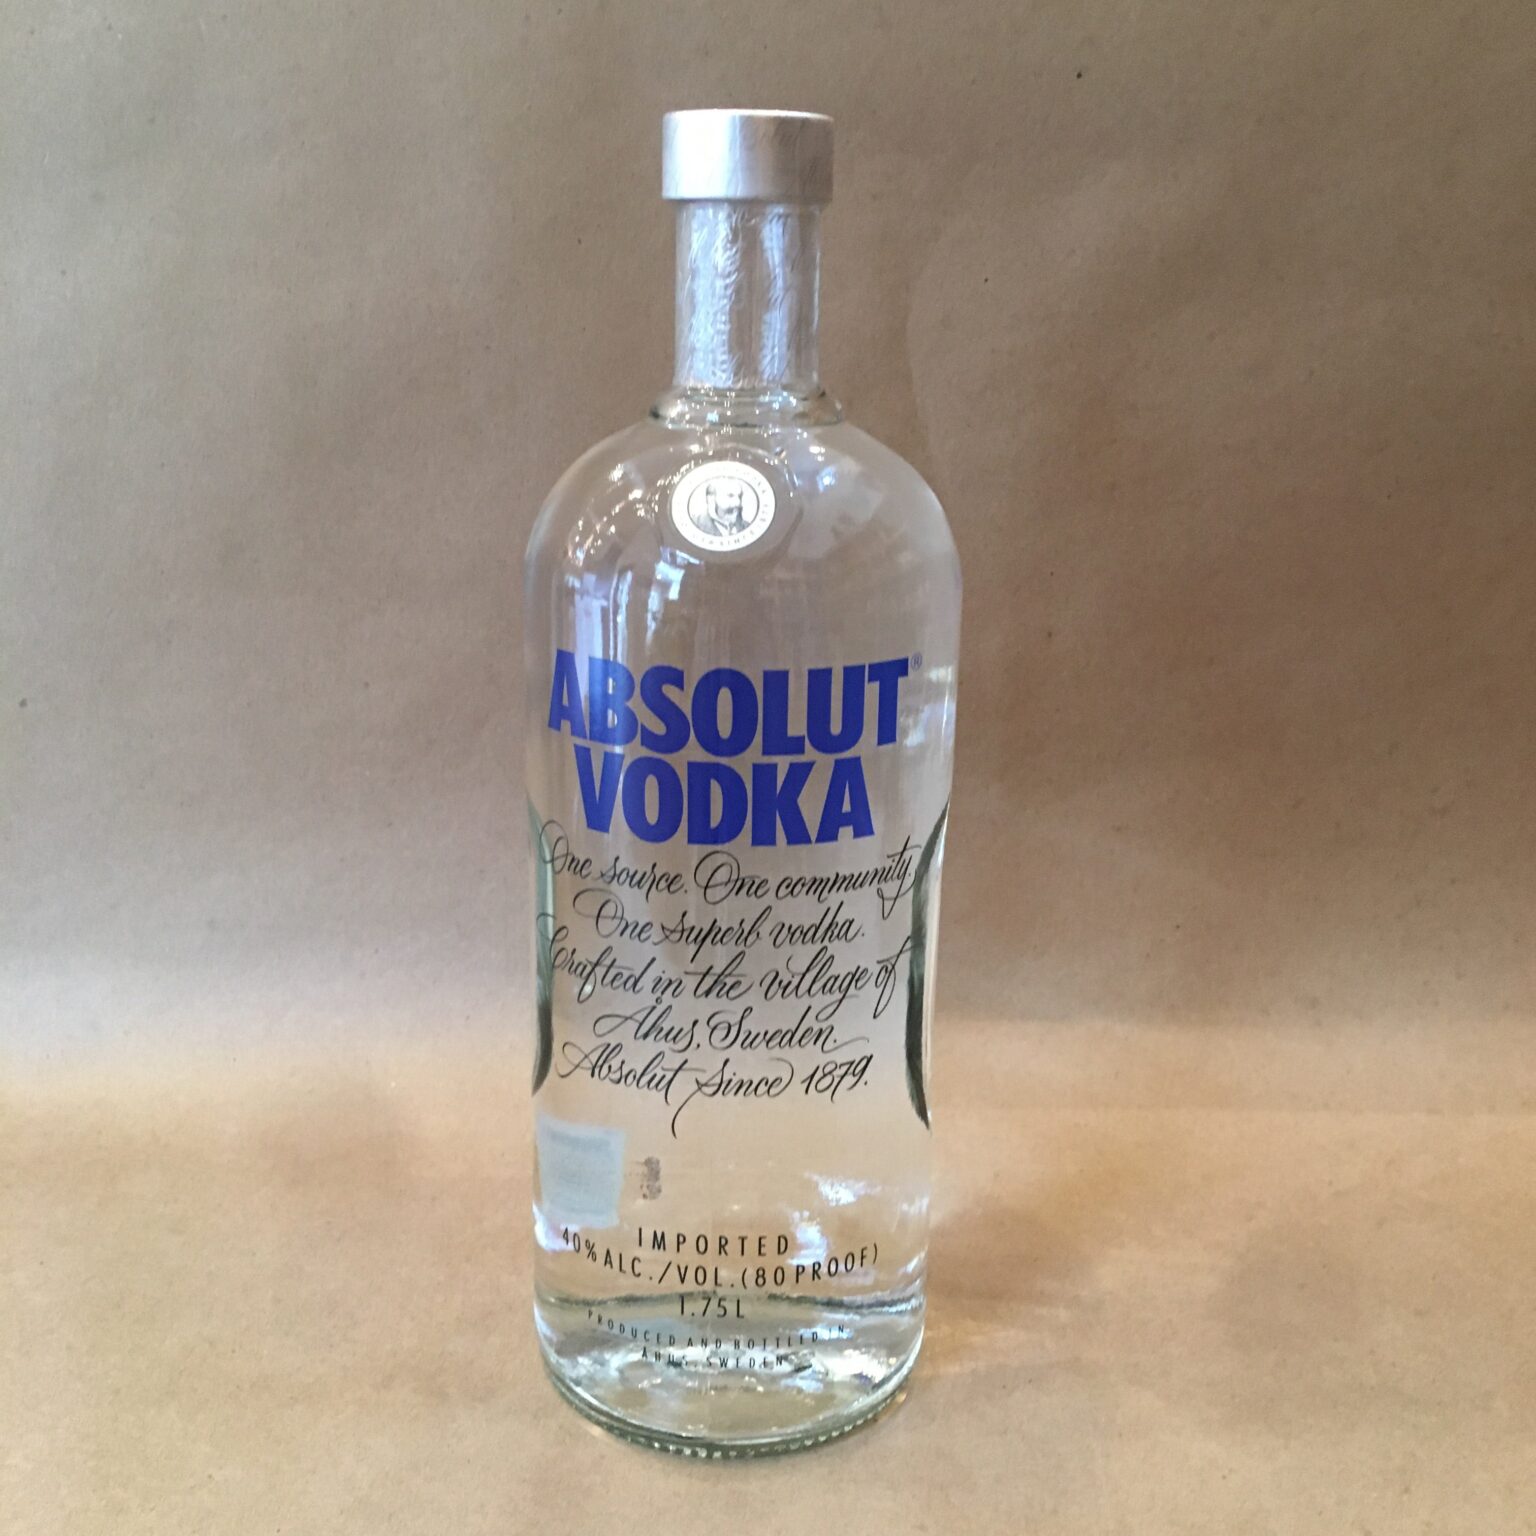 ABSOLUT®
VODKA
One source. One community.
One superb vodka.
Crafted in the village of
Åhus, Sweden.
Absolut Since 1879.
IMPORTED
40% ALC./VOL. (80 PROOF)
1.75 L
PRODUCED AND BOTTLED IN
ÅHUS, SWEDEN